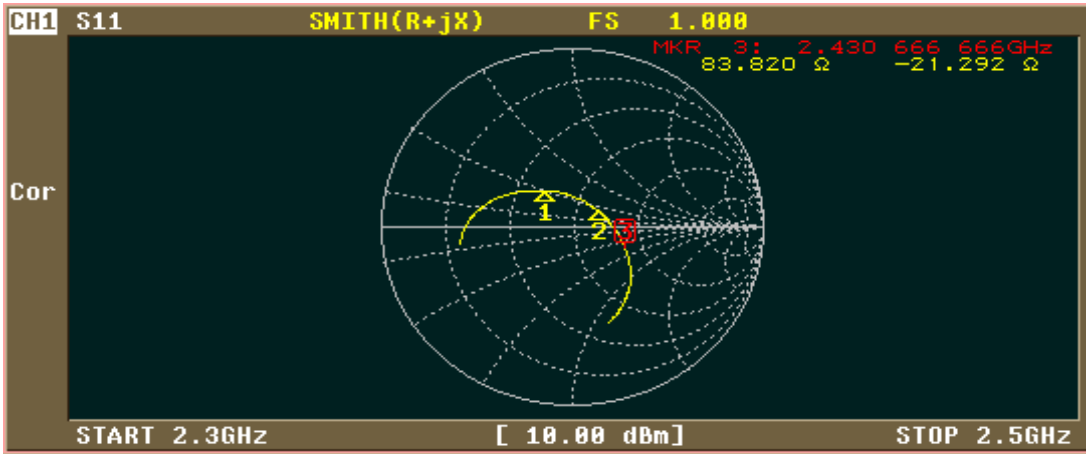 CH1 S11 SMITH(R+jX) FS 1.000
MKR 3: 2.430 666 666GHz
83.820 Ω -21.292 Ω
Cor
1
2
3
START 2.3GHz [ 10.00 dBm] STOP 2.5GHz